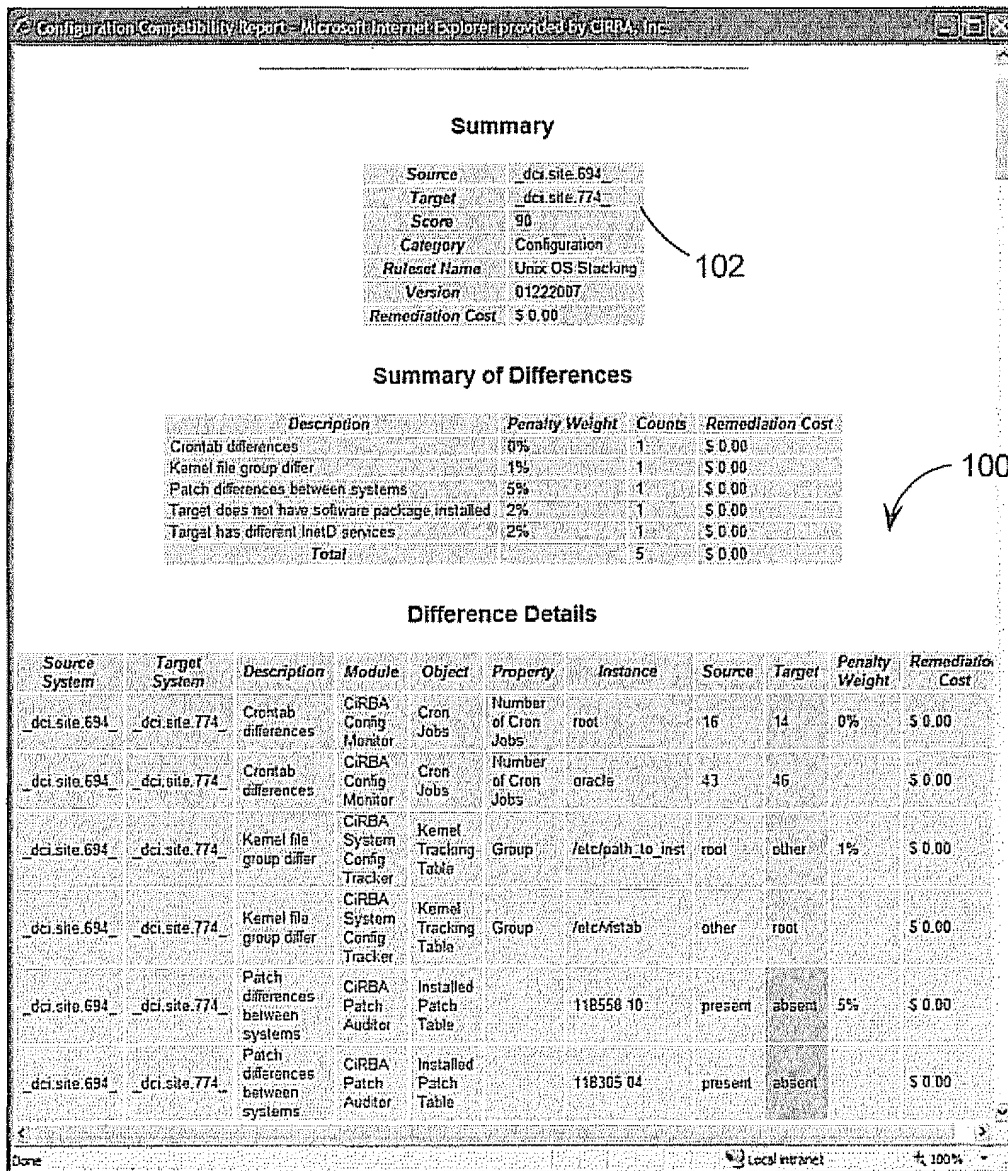 Configuration Compatibility Report - Microsoft Internet Explorer provided by CiRBA, Inc.
Summary
Source _dci.site.694_
Target _dci.site.774_
Score 90
Category Configuration
Ruleset Name Unix OS Stacking
Version 01222007
Remediation Cost $ 0.00
102
Summary of Differences
Description Penalty Weight Counts Remediation Cost
Crontab differences 0% 1 $ 0.00
Kernel file group differ 1% 1 $ 0.00
Patch differences between systems 5% 1 $ 0.00
Target does not have software package installed 2% 1 $ 0.00
Target has different InetD services 2% 1 $ 0.00
Total 5 $ 0.00
100
Difference Details
Source System Target System Description Module Object Property Instance Source Target Penalty Weight Remediatio Cost
_dci.site.694_ _dci.site.774_ Crontab differences CiRBA Config Monitor Cron Jobs Number of Cron Jobs root 16 14 0% $ 0.00
_dci.site.694_ _dci.site.774_ Crontab differences CiRBA Config Monitor Cron Jobs Number of Cron Jobs oracle 43 46 $ 0.00
_dci.site.694_ _dci.site.774_ Kernel file group differ CiRBA System Config Tracker Kernel Tracking Table Group /etc/path_to_inst root other 1% $ 0.00
_dci.site.694_ _dci.site.774_ Kernel file group differ CiRBA System Config Tracker Kernel Tracking Table Group other root $ 0.00
_dci.site.694_ _dci.site.774_ Patch differences between systems CiRBA Patch Auditor Installed Patch Table 118558 10 present absent 5% $ 0.00
_dci.site.694_ _dci.site.774_ Patch differences between systems CiRBA Patch Auditor Installed Patch Table 118305 04 present absent $ 0.00
Done Local intranet 100%